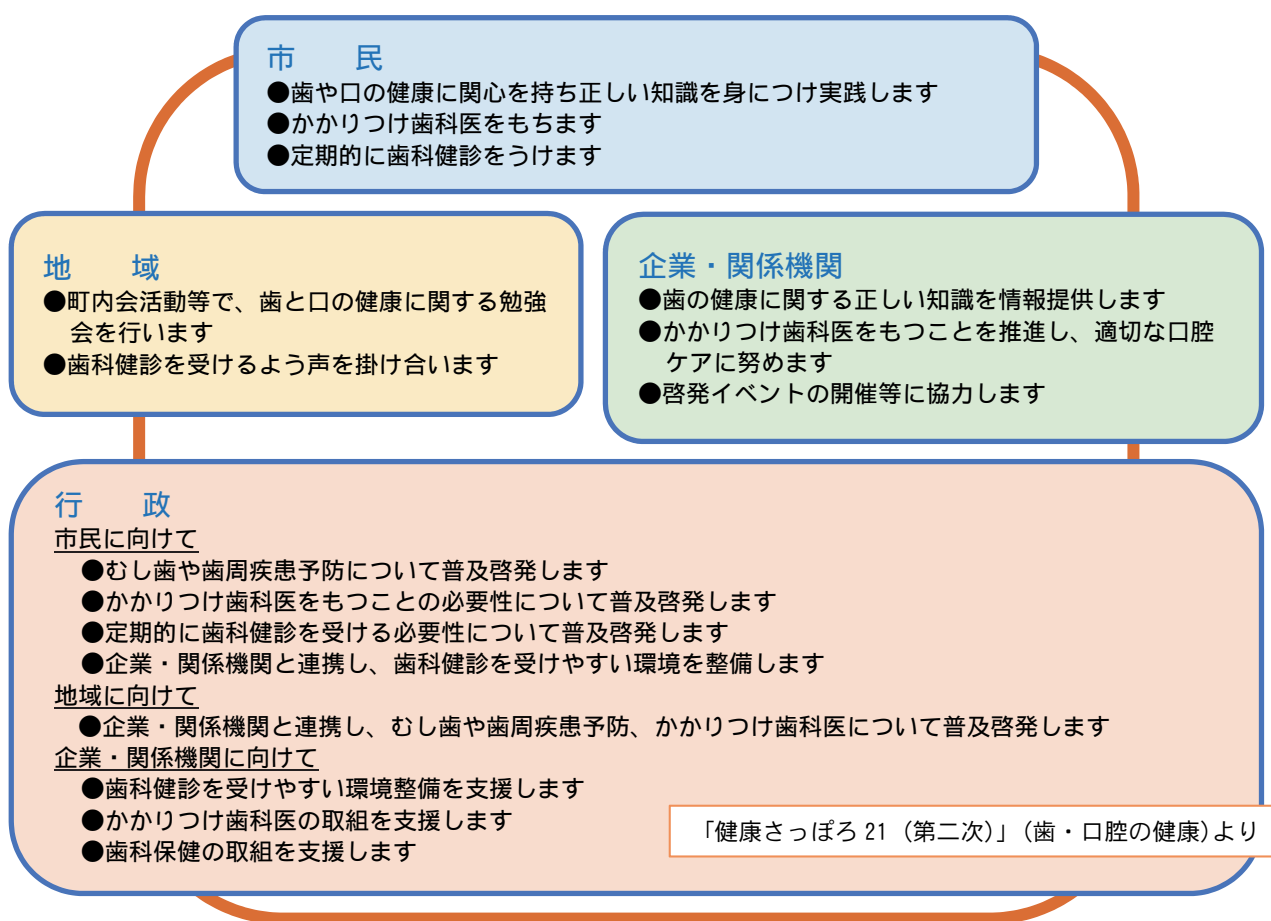 市　　民
●歯や口の健康に関心を持ち正しい知識を身につけ実践します
●かかりつけ歯科医をもちます
●定期的に歯科健診をうけます
地　　域
●町内会活動等で、歯と口の健康に関する勉強
会を行います
●歯科健診を受けるよう声を掛け合います
企業・関係機関
●歯の健康に関する正しい知識を情報提供します
●かかりつけ歯科医をもつことを推進し、適切な口腔
ケアに努めます
●啓発イベントの開催等に協力します
行　　政
市民に向けて
●むし歯や歯周疾患予防について普及啓発します
●かかりつけ歯科医をもつことの必要性について普及啓発します
●定期的に歯科健診を受ける必要性について普及啓発します
●企業・関係機関と連携し、歯科健診を受けやすい環境を整備します
地域に向けて
●企業・関係機関と連携し、むし歯や歯周疾患予防、かかりつけ歯科医について普及啓発します
企業・関係機関に向けて
●歯科健診を受けやすい環境整備を支援します
●かかりつけ歯科医の取組を支援します
●歯科保健の取組を支援します
「健康さっぽろ 21（第二次）」(歯・口腔の健康)より